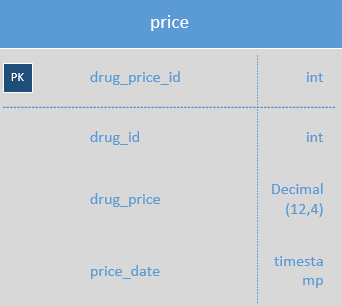 price
PK drug_price_id int
drug_id int
drug_price Decimal
(12,4)
price_date timesta
mp